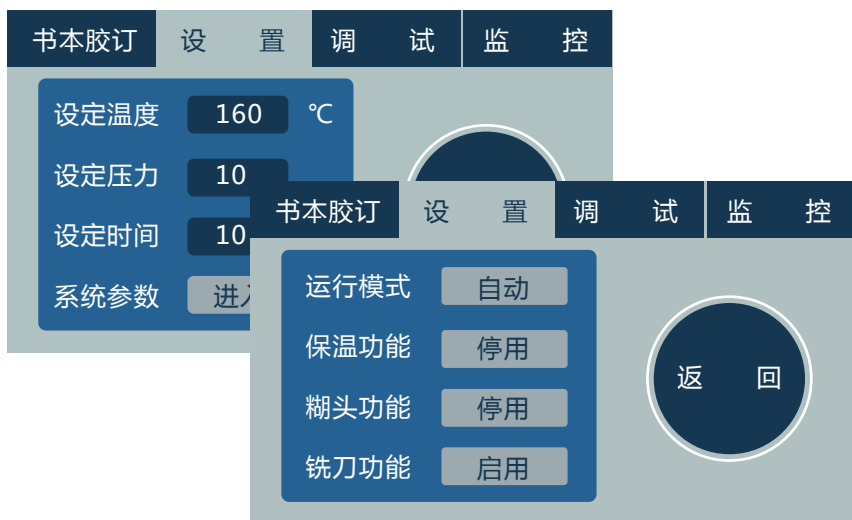 书本胶订 设置 调试 监控
设定温度 160 ℃
设定压力 10
设定时间 10
系统参数 进入
书本胶订 设置 调试 监控
运行模式 自动
保温功能 停用
糊头功能 停用
铣刀功能 启用
返回